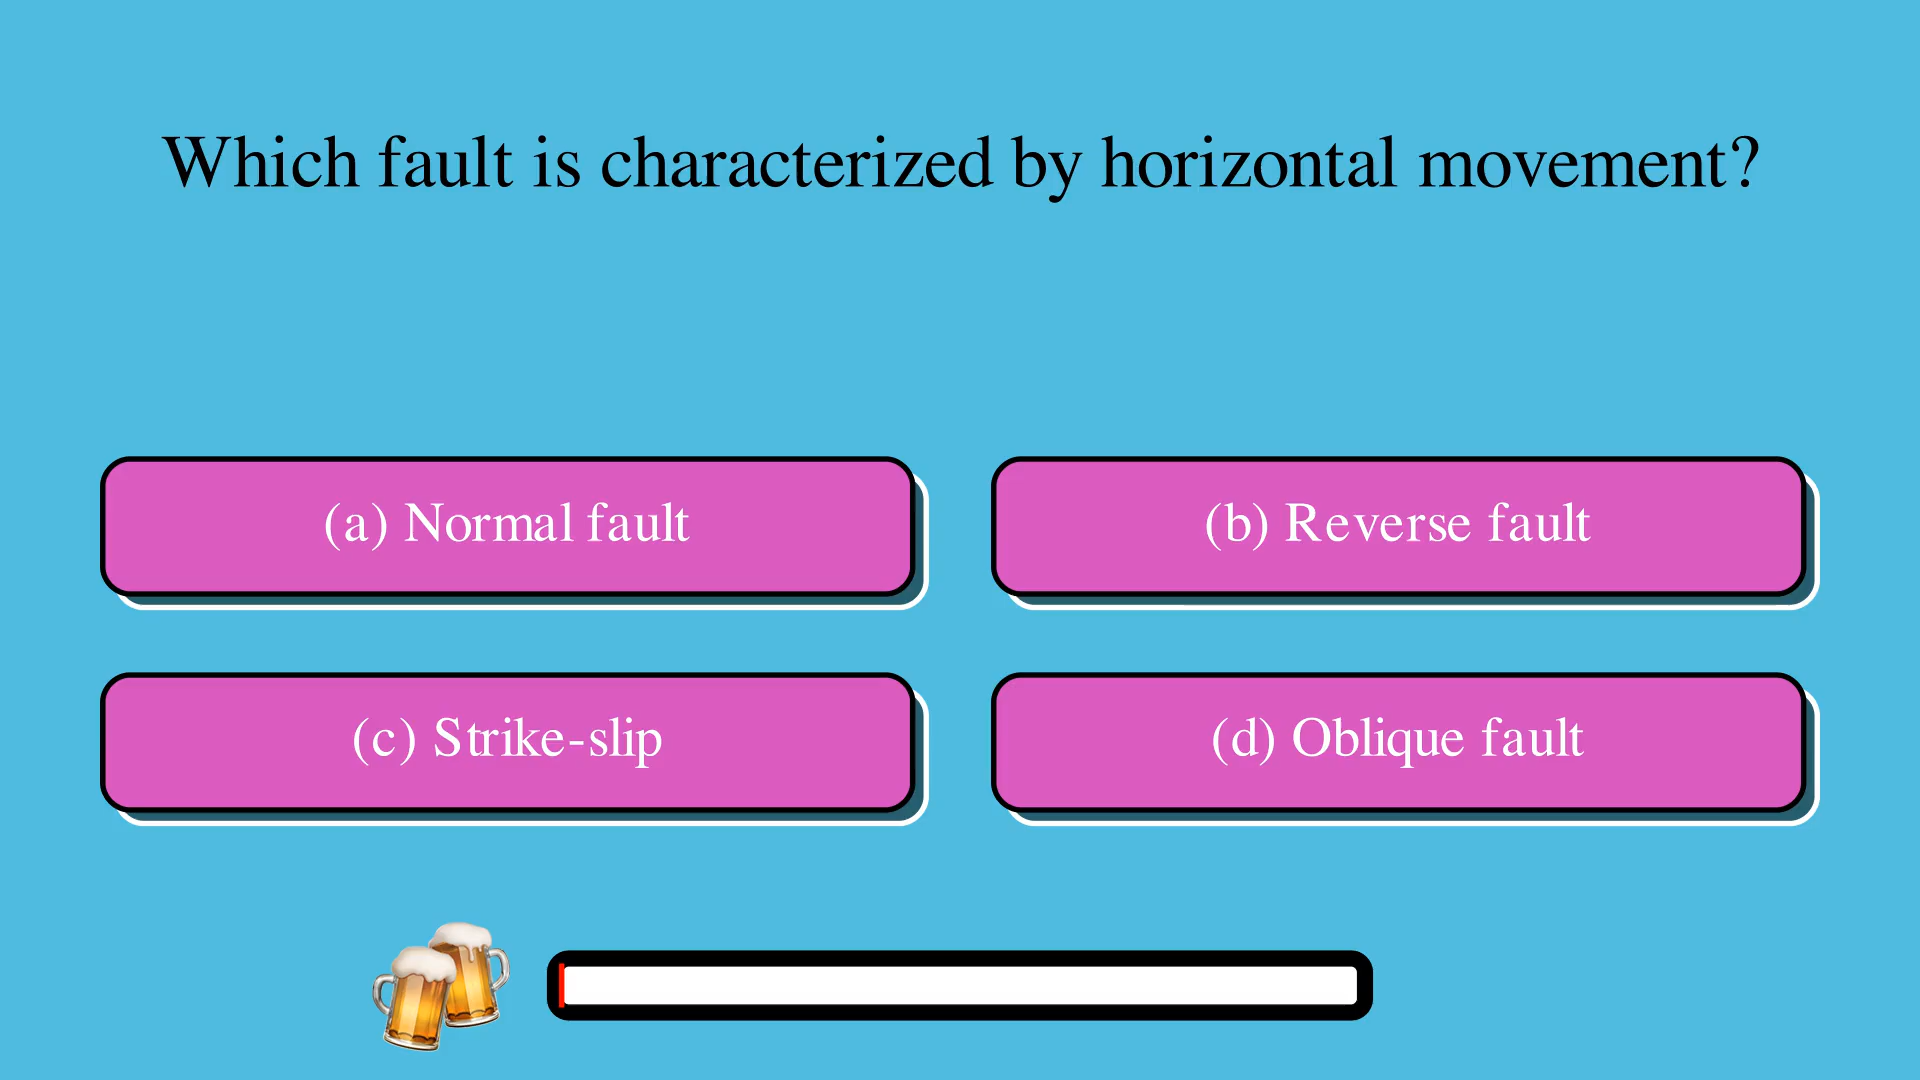 Which fault is characterized by horizontal movement?
(a) Normal fault
(b) Reverse fault
(c) Strike-slip
(d) Oblique fault